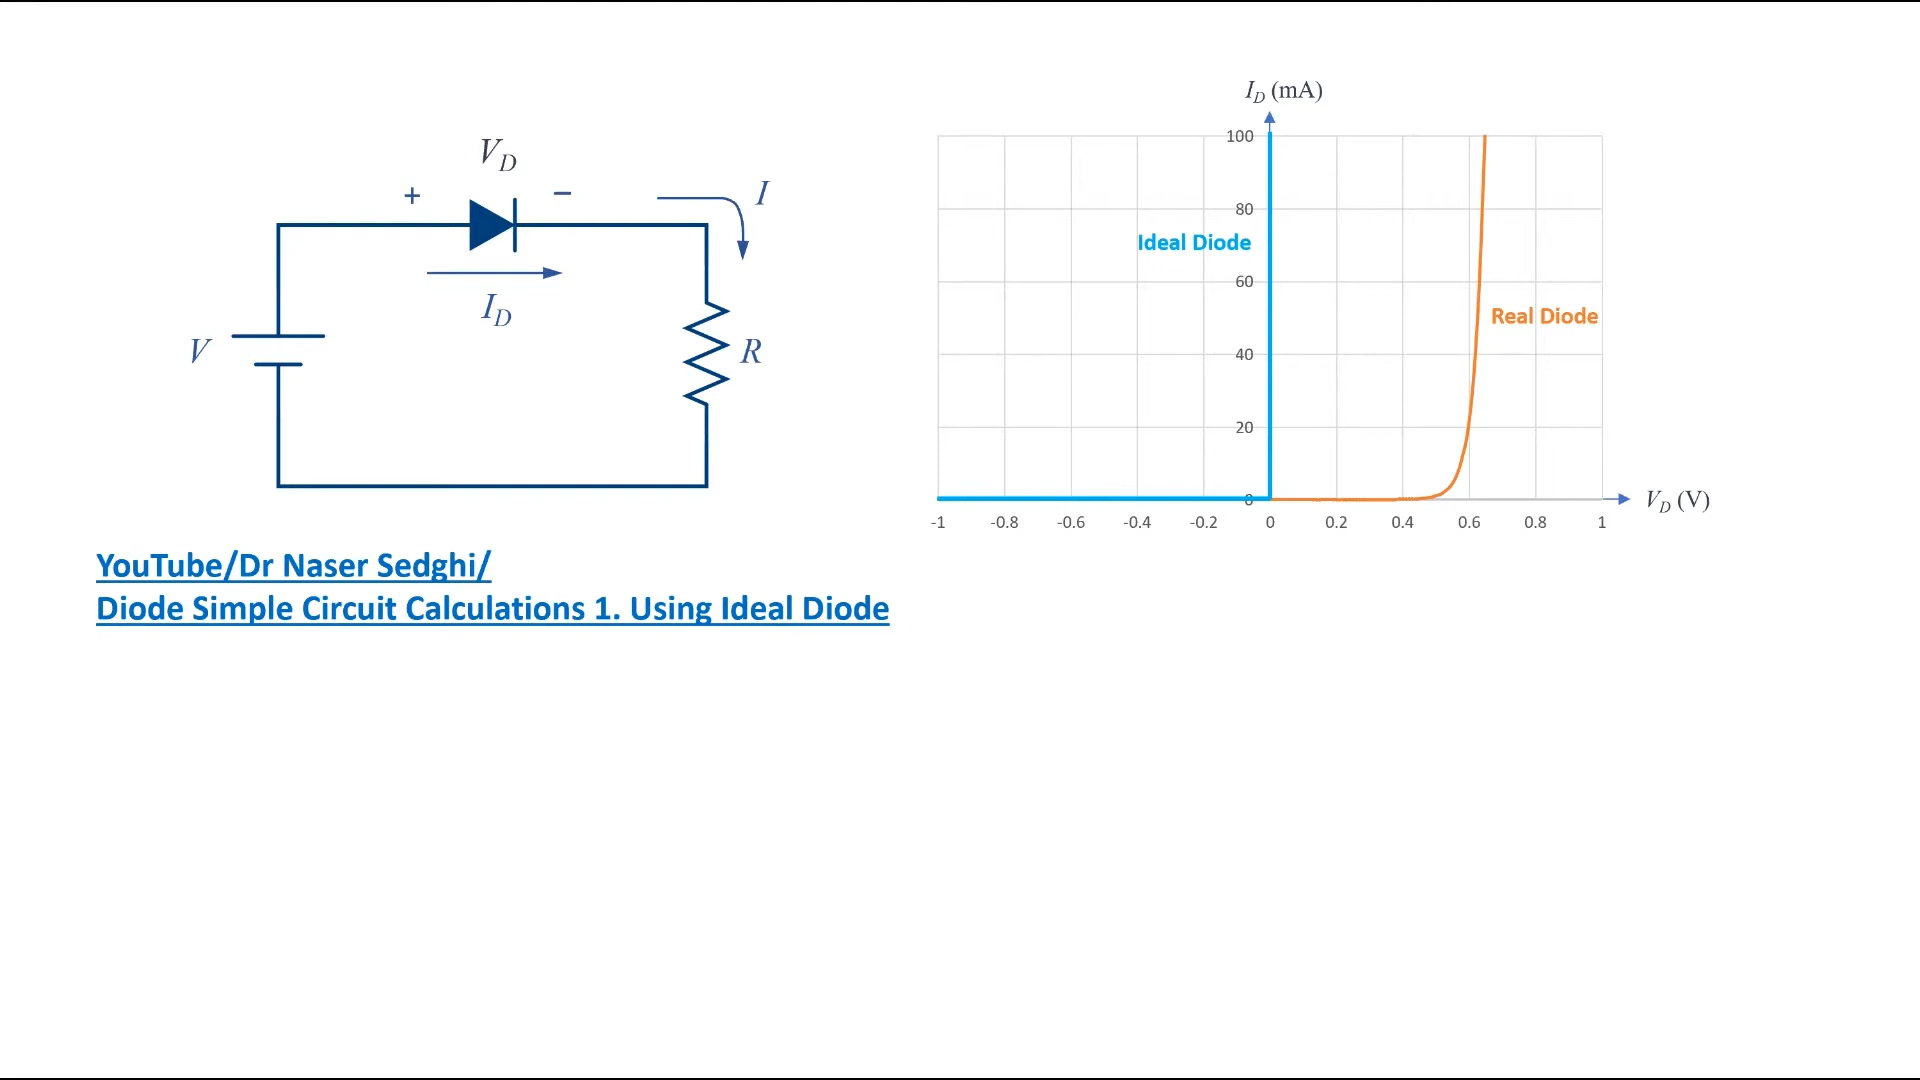 V_D
+ −
I
I_D
V
R
I_D (mA)
100
80
Ideal Diode
60
Real Diode
40
20
0
V_D (V)
-1 -0.8 -0.6 -0.4 -0.2 0 0.2 0.4 0.6 0.8 1
YouTube/Dr Naser Sedghi/
Diode Simple Circuit Calculations 1. Using Ideal Diode